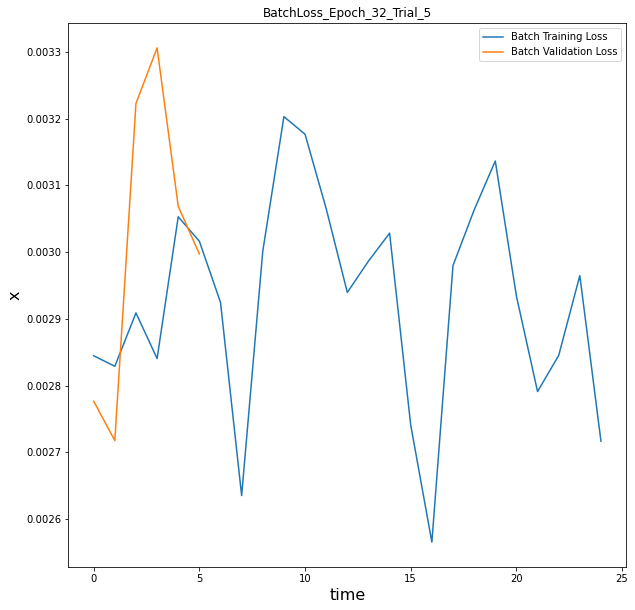 BatchLoss_Epoch_32_Trial_5
Batch Training Loss
Batch Validation Loss
0.0033
0.0032
0.0031
0.0030
0.0029
0.0028
0.0027
0.0026
x
0
5
10
15
20
25
time